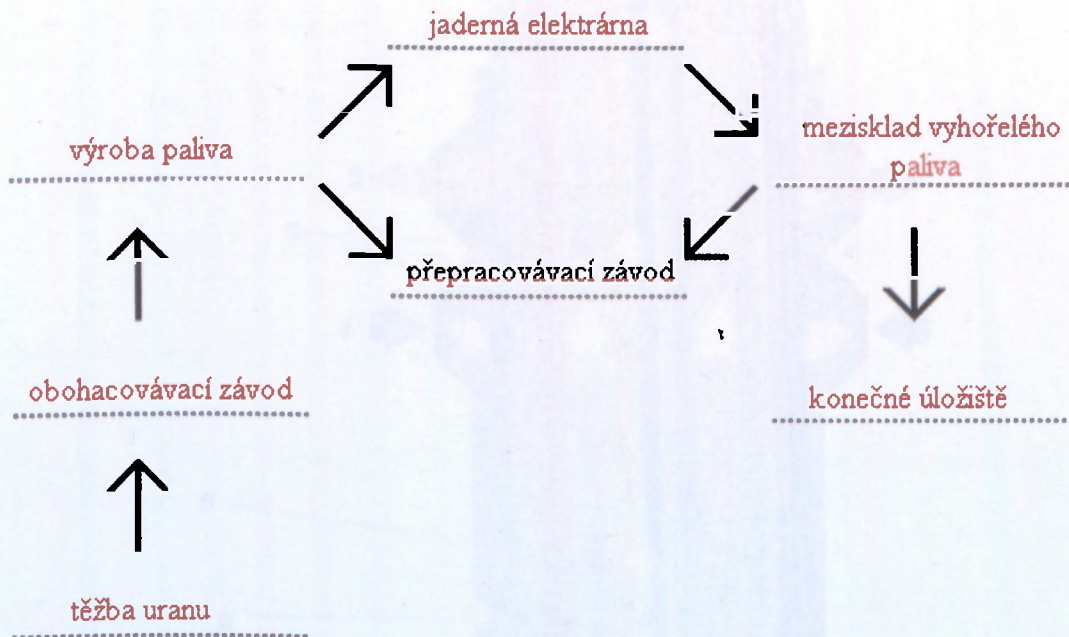 jaderná elektrárna
výroba paliva
mezisklad vyhořelého
paliva
přepracovávací závod
obohacovávací závod
konečné úložiště
těžba uranu